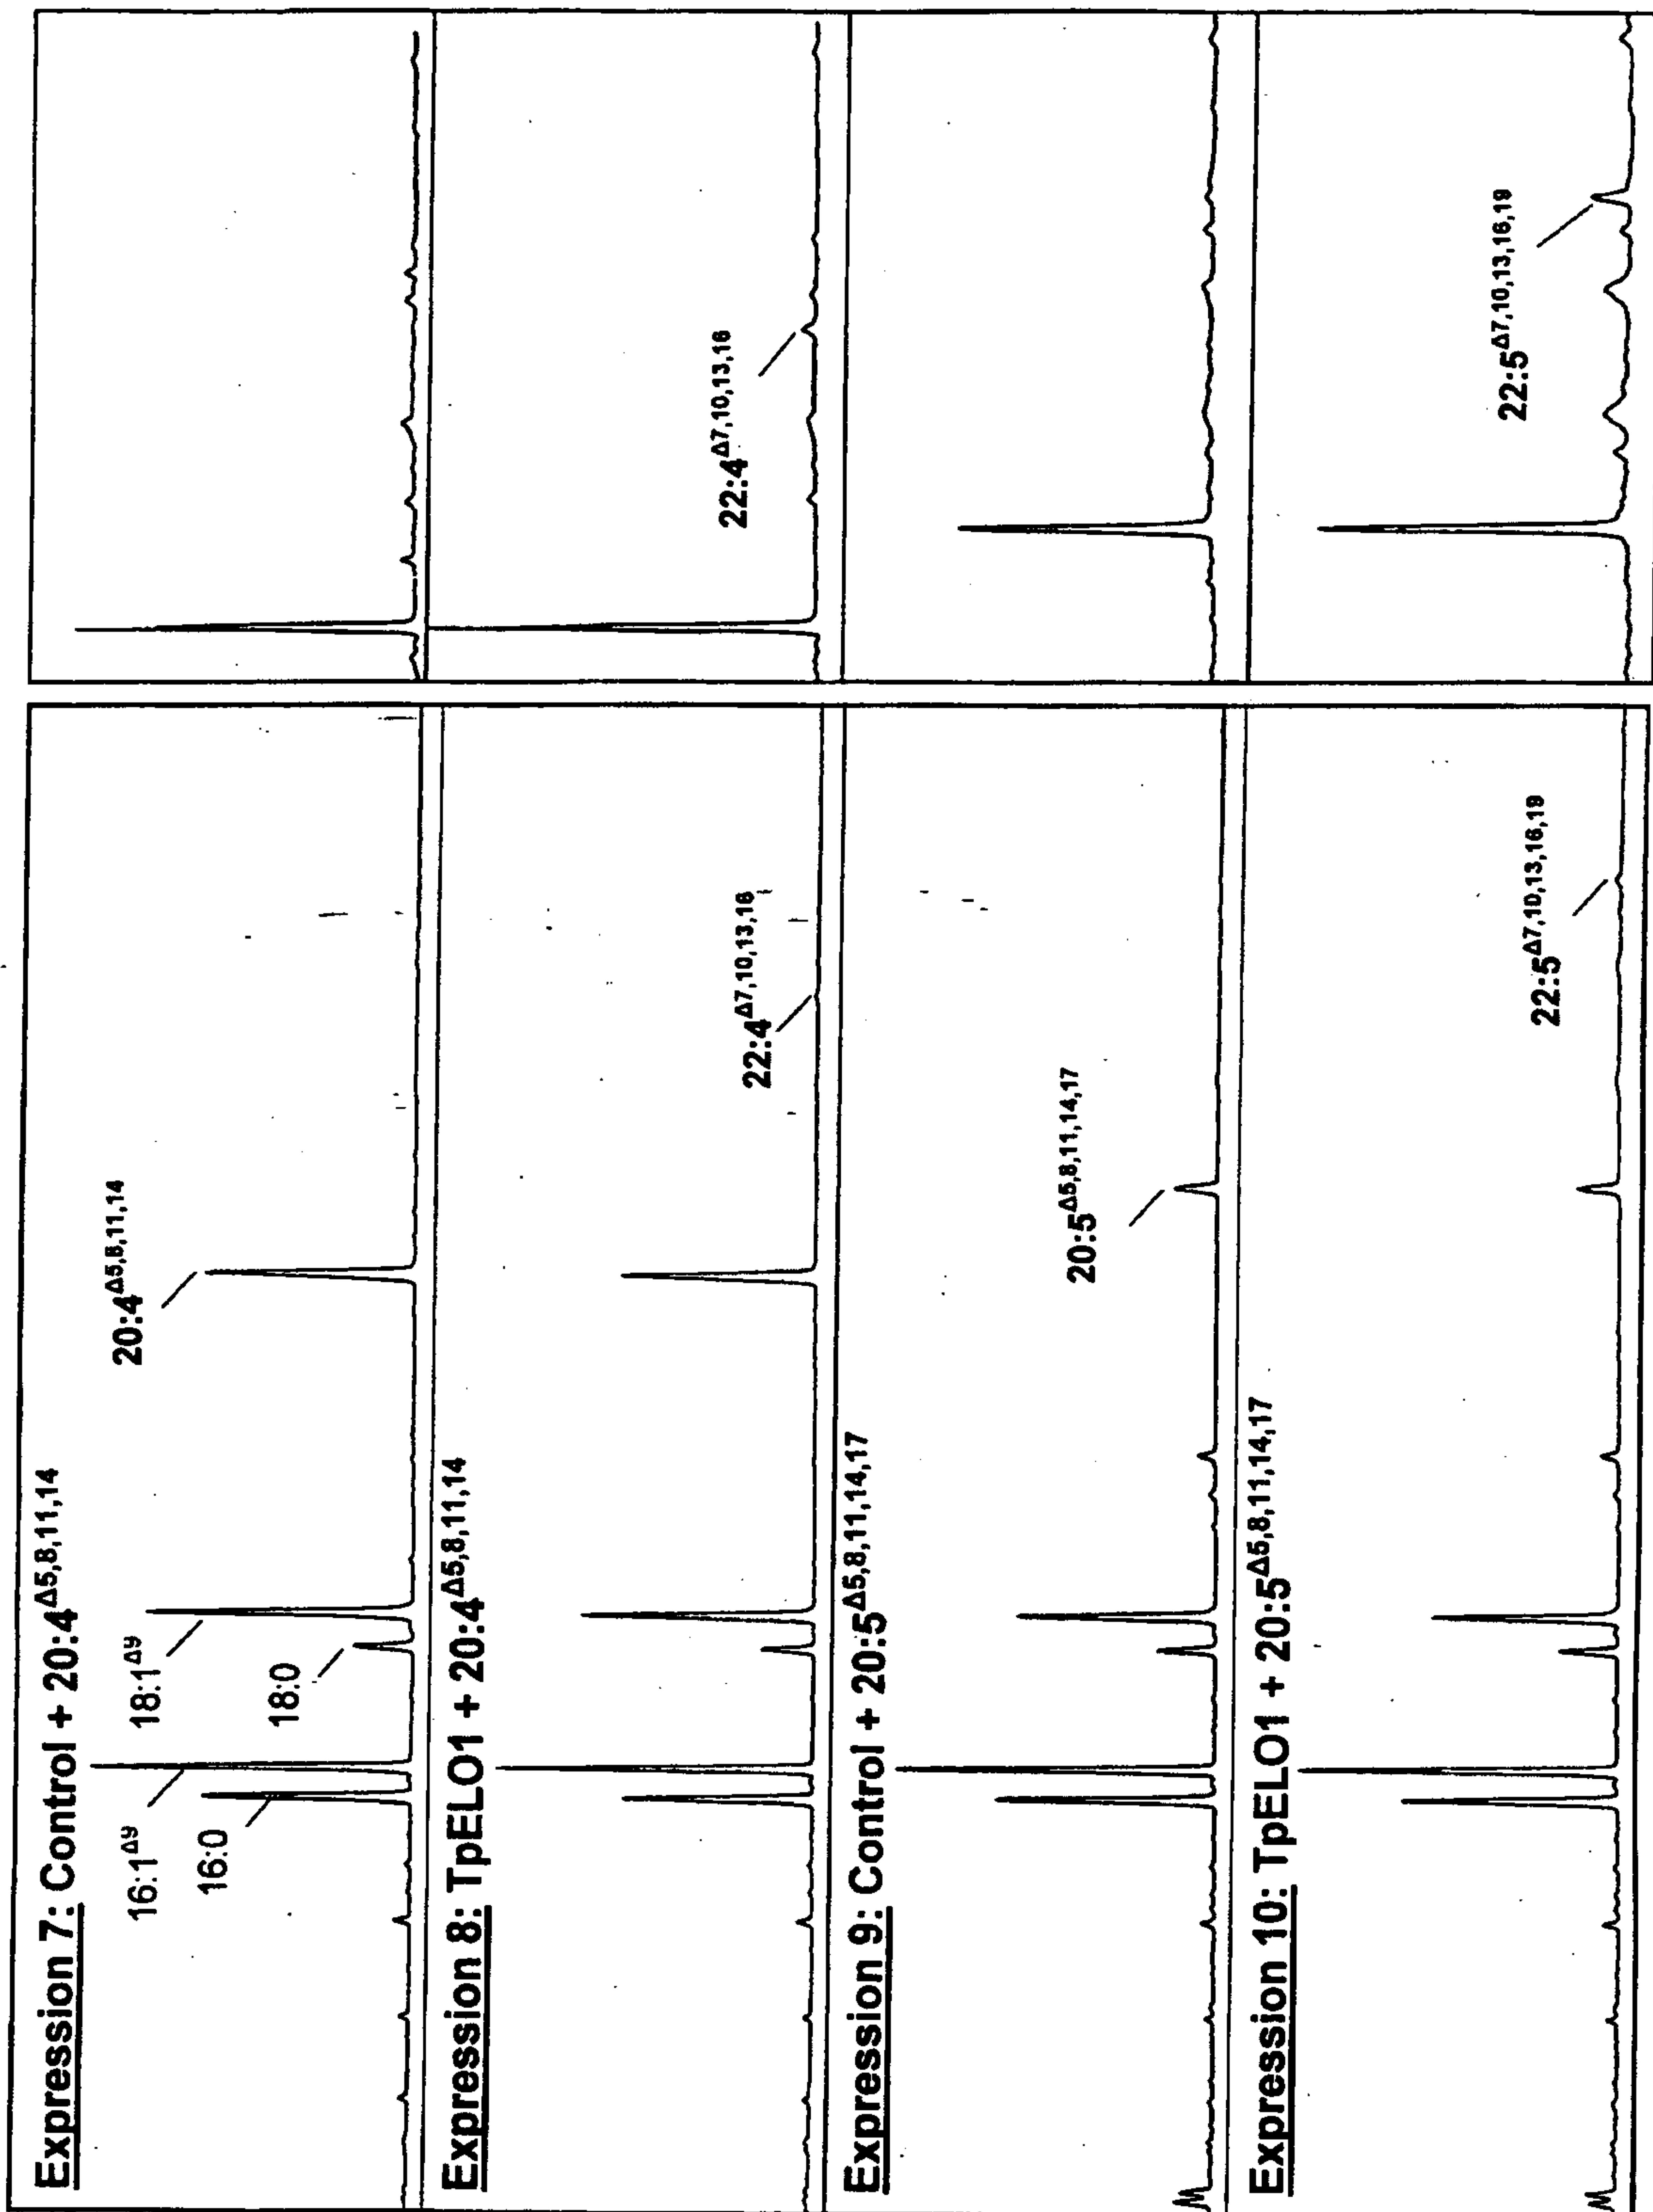 Expression 7: Control + 20:4Δ5,8,11,14
16:1Δ9
16:0
18:1Δ9
18:0
20:4Δ5,8,11,14
Expression 8: TpELO1 + 20:4Δ5,8,11,14
22:4Δ7,10,13,16
22:4Δ7,10,13,16
Expression 9: Control + 20:5Δ5,8,11,14,17
20:5Δ5,8,11,14,17
Expression 10: TpELO1 + 20:5Δ5,8,11,14,17
22:5Δ7,10,13,16,19
22:5Δ7,10,13,16,19